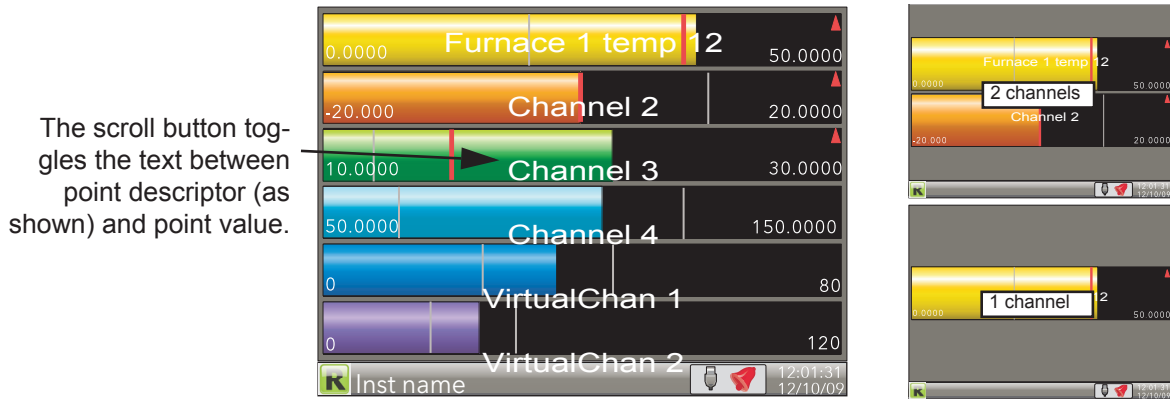 The scroll button tog-
gles the text between
point descriptor (as
shown) and point value.
Furnace 1 temp 12
0.0000 50.0000
Channel 2
-20.000 20.0000
Channel 3
10.0000 30.0000
50.0000 150.0000
Channel 4
0 80
VirtualChan 1
0 120
VirtualChan 2
R Inst name 12:01:31
12/10/09
Furnace 1 temp 12
0.0000 50.0000
2 channels
Channel 2
-20.000 20.0000
R 12:01:31
12/10/09
1 channel 2
0.0000 50.0000
R 12:01:31
12/10/09